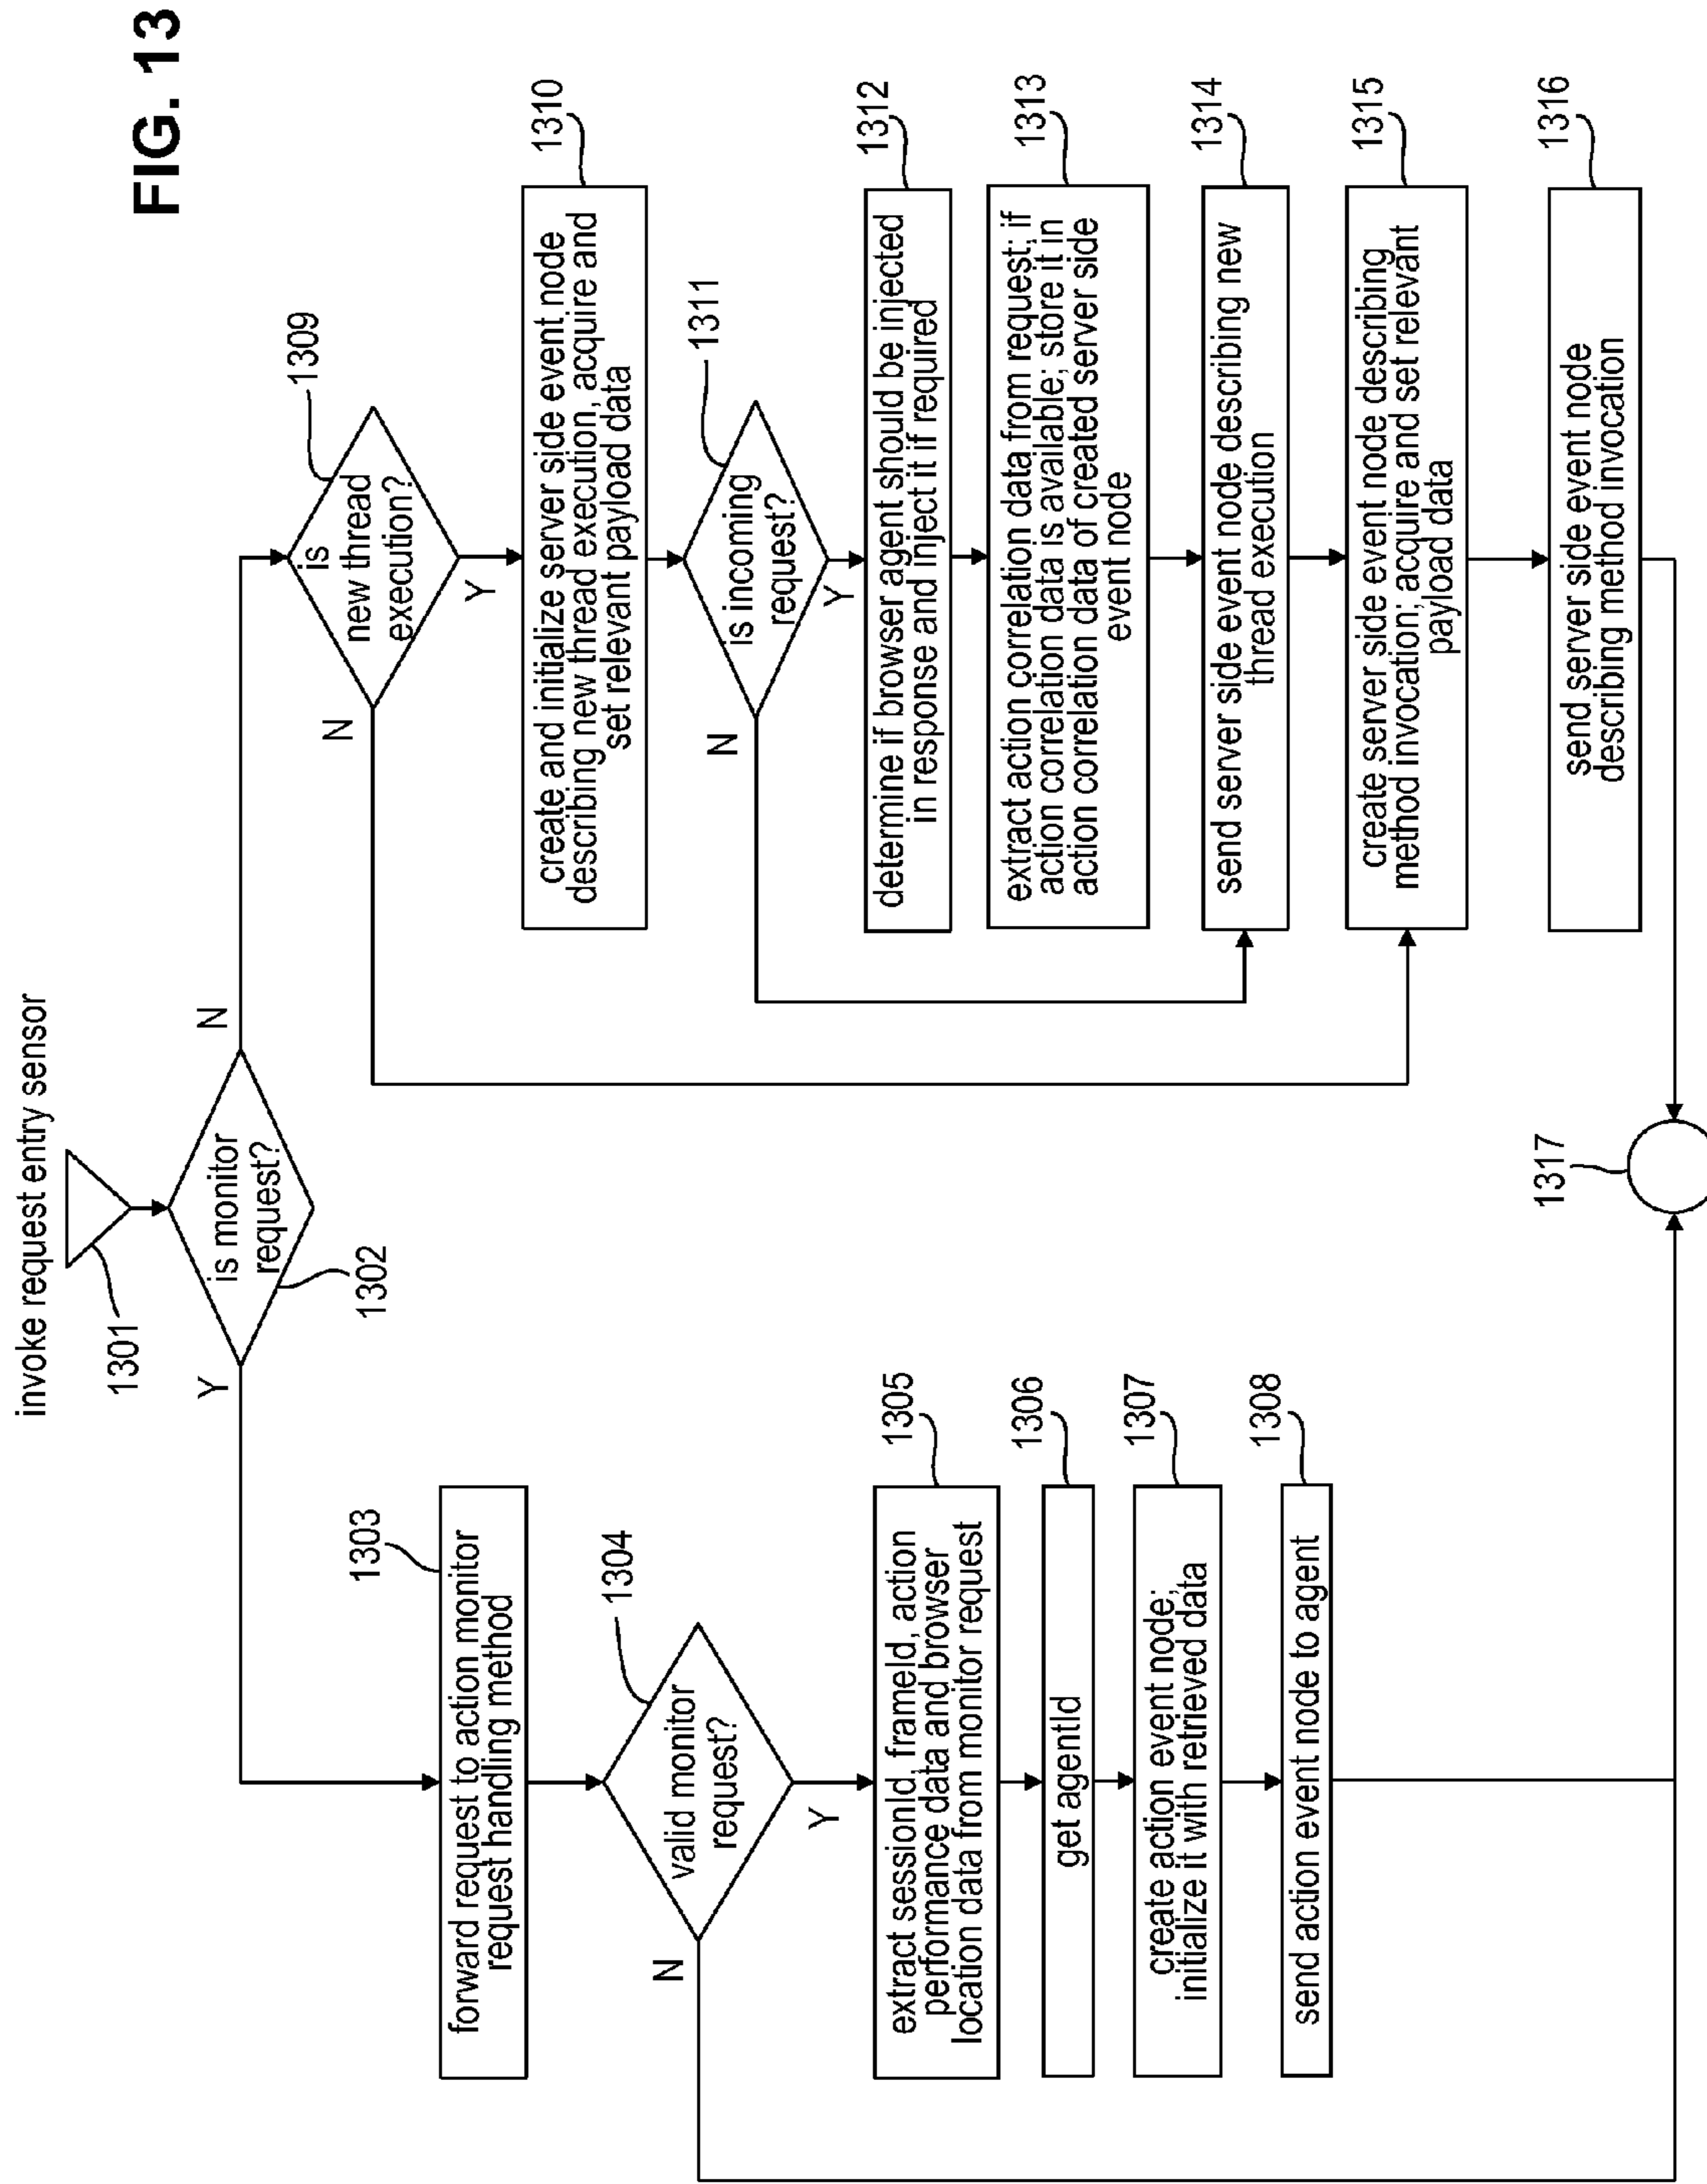 FIG. 13
invoke request entry sensor
1301
is monitor
request?
1302
Y
N
1303
forward request to action monitor
request handling method
1304
valid monitor
request?
N
Y
1305
extract sessionId, frameId, action
performance data and browser
location data from monitor request
1306
get agentId
1307
create action event node;
initialize it with retrieved data
1308
send action event node to agent
1309
is
new thread
execution?
N
Y
1310
create and initialize server side event node
describing new thread execution, acquire and
set relevant payload data
1311
is incoming
request?
N
Y
1312
determine if browser agent should be injected
in response and inject it if required
1313
extract action correlation data from request; if
action correlation data is available; store it in
action correlation data of created server side
event node
1314
send server side event node describing new
thread execution
1315
create server side event node describing
method invocation; acquire and set relevant
payload data
1316
send server side event node
describing method invocation
1317